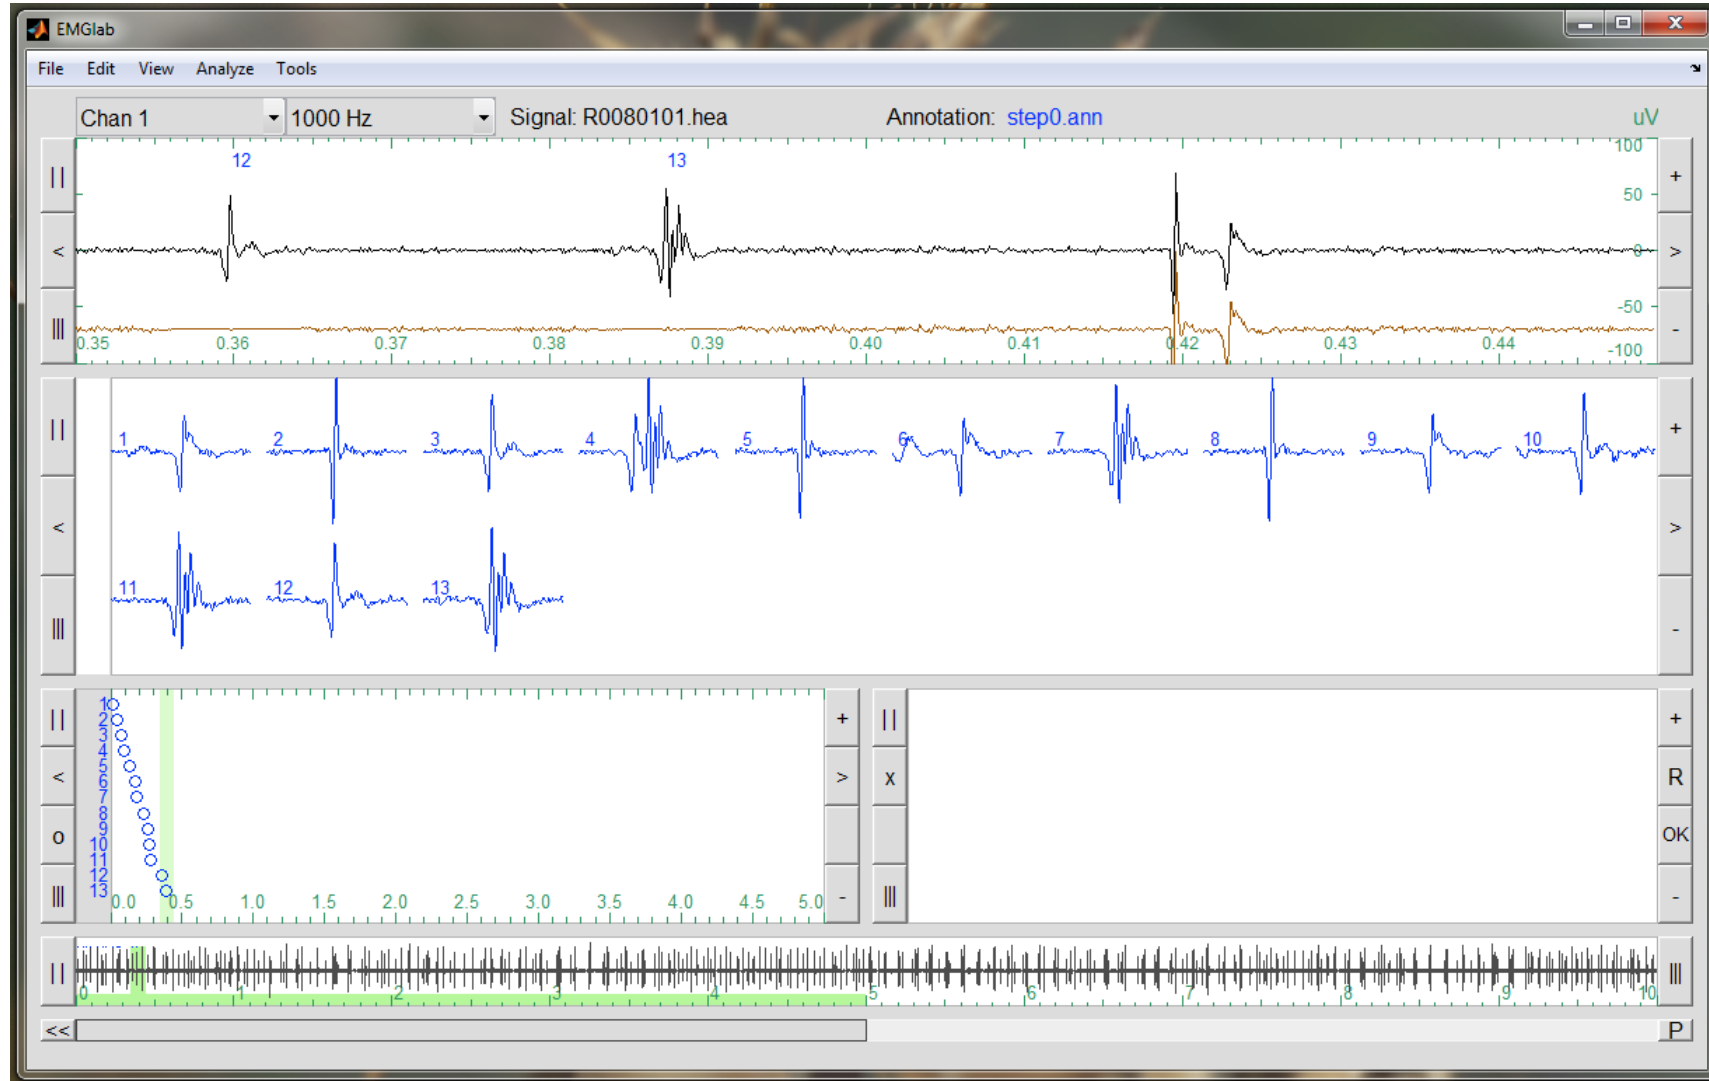 EMGlab
File Edit View Analyze Tools
Chan 1 1000 Hz Signal: R0080101.hea Annotation: step0.ann uV
12 13 100
|| +
50
< 0 >
-50
||| -
0.35 0.36 0.37 0.38 0.39 0.40 0.41 0.42 0.43 0.44 -100
|| +
1 2 3 4 5 6 7 8 9 10
< >
11 12 13
||| -
1
|| 2 + || +
3
4
5
< 6 > x R
7
8
9
o 10 OK
11
12
||| 13 - ||| -
0.0 0.5 1.0 1.5 2.0 2.5 3.0 3.5 4.0 4.5 5.0
|| |||
0 1 2 3 4 5 6 7 8 9 10
<< P